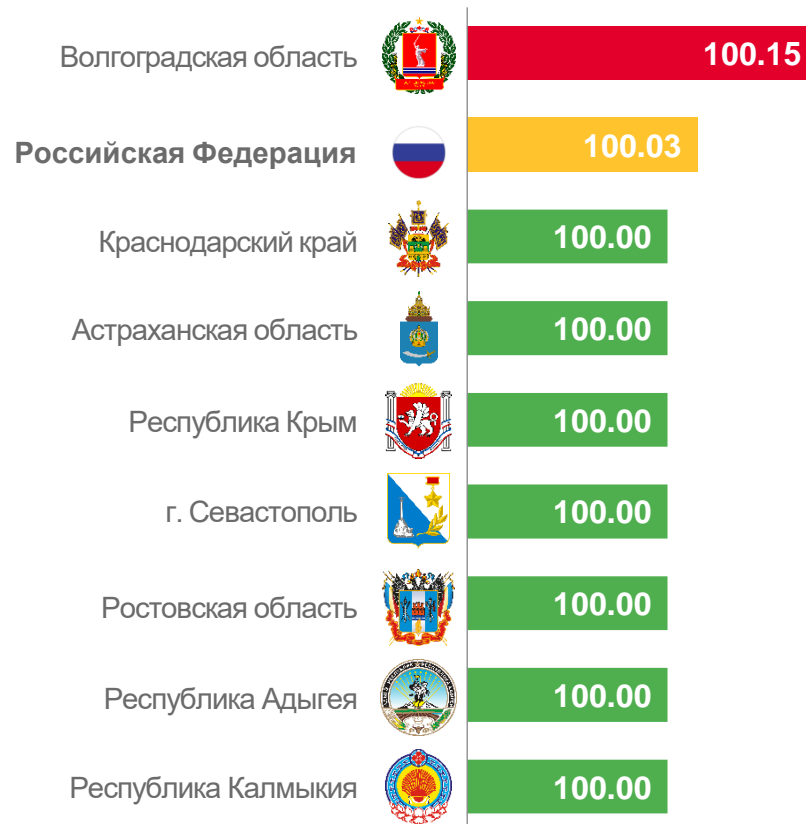 Волгоградская область 100.15
Российская Федерация 100.03
Краснодарский край 100.00
Астраханская область 100.00
Республика Крым 100.00
г. Севастополь 100.00
Ростовская область 100.00
Республика Адыгея 100.00
Республика Калмыкия 100.00